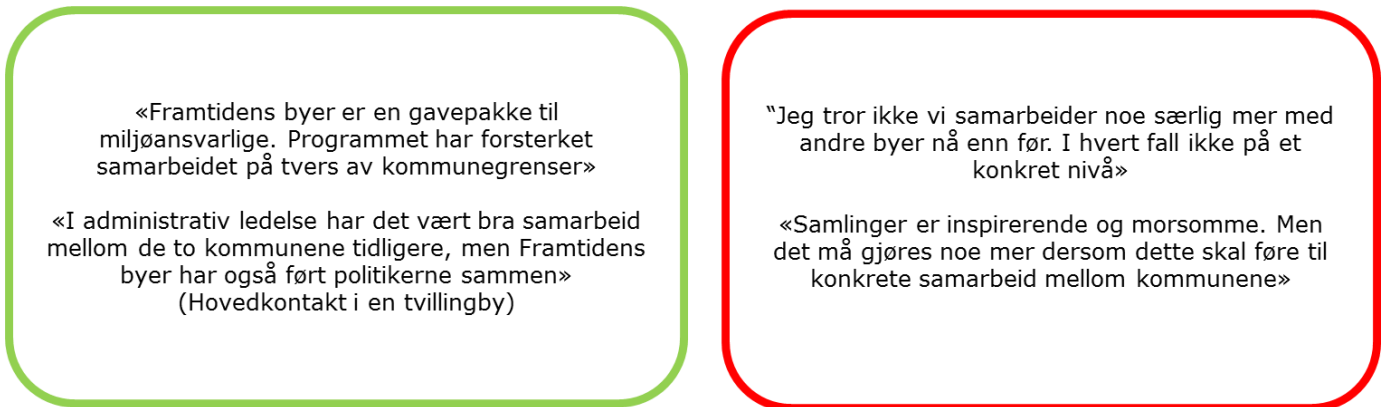 «Framtidens byer er en gavepakke til
miljøansvarlige. Programmet har forsterket
samarbeidet på tvers av kommunegrenser»
«I administrativ ledelse har det vært bra samarbeid
mellom de to kommunene tidligere, men Framtidens
byer har også ført politikerne sammen»
(Hovedkontakt i en tvillingby)
“Jeg tror ikke vi samarbeider noe særlig mer med
andre byer nå enn før. I hvert fall ikke på et
konkret nivå»
«Samlinger er inspirerende og morsomme. Men
det må gjøres noe mer dersom dette skal føre til
konkrete samarbeid mellom kommunene»